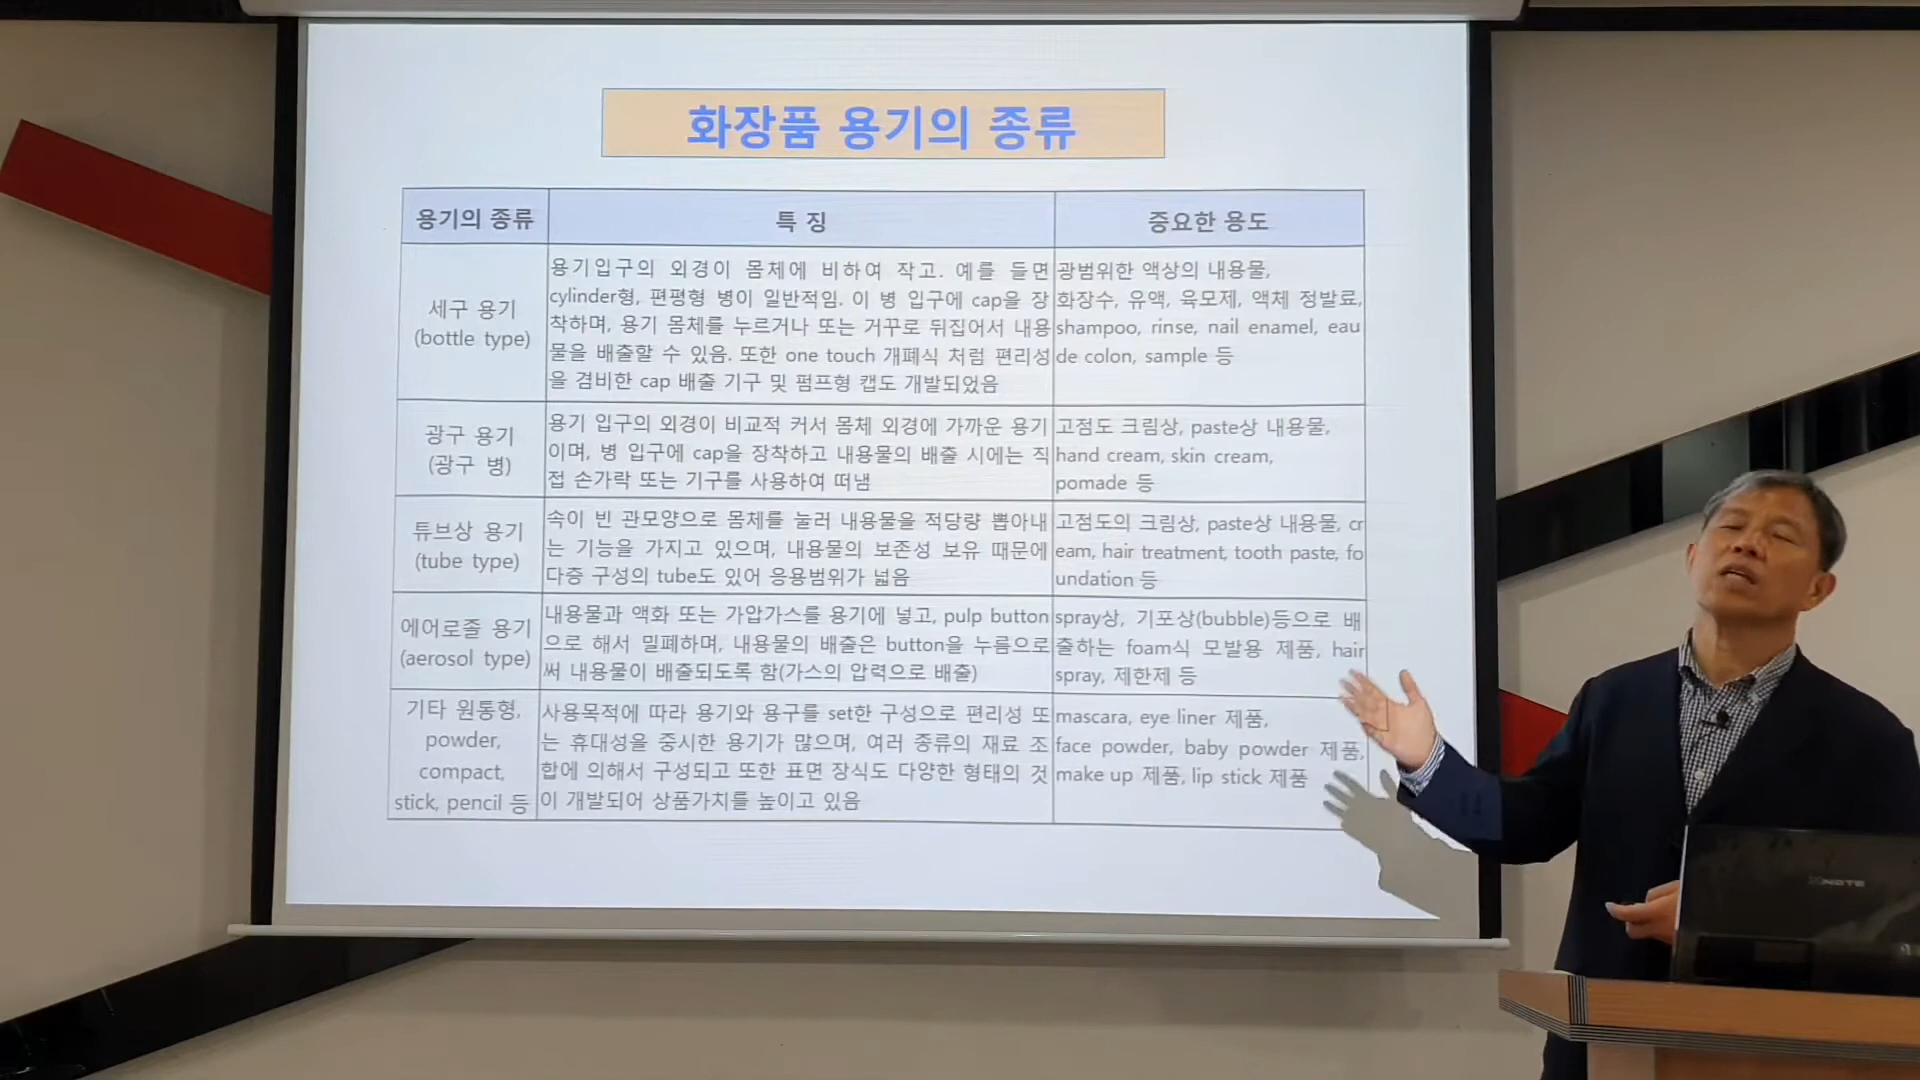 화장품 용기의 종류
용기의 종류
특 징
중요한 용도
세구 용기
(bottle type)
용기입구의 외경이 몸체에 비하여 작고. 예를 들면
cylinder형, 편평형 병이 일반적임. 이 병 입구에 cap을 장
착하며, 용기 몸체를 누르거나 또는 거꾸로 뒤집어서 내용
물을 배출할 수 있음. 또한 one touch 개폐식 처럼 편리성
을 겸비한 cap 배출 기구 및 펌프형 캡도 개발되었음
광범위한 액상의 내용물,
화장수, 유액, 육모제, 액체 정발료,
shampoo, rinse, nail enamel, eau
de colon, sample 등
광구 용기
(광구 병)
용기 입구의 외경이 비교적 커서 몸체 외경에 가까운 용기
이며, 병 입구에 cap을 장착하고 내용물의 배출 시에는 직
접 손가락 또는 기구를 사용하여 떠냄
고점도 크림상, paste상 내용물,
hand cream, skin cream,
pomade 등
튜브상 용기
(tube type)
속이 빈 관모양으로 몸체를 눌러 내용물을 적당량 뽑아내
는 기능을 가지고 있으며, 내용물의 보존성 보유 때문에
다층 구성의 tube도 있어 응용범위가 넓음
고점도의 크림상, paste상 내용물, cr
eam, hair treatment, tooth paste, fo
undation 등
에어로졸 용기
(aerosol type)
내용물과 액화 또는 가압가스를 용기에 넣고, pulp button
으로 해서 밀폐하며, 내용물의 배출은 button을 누름으로
써 내용물이 배출되도록 함(가스의 압력으로 배출)
spray상, 기포상(bubble)등으로 배
출하는 foam식 모발용 제품, hair
spray, 제한제 등
기타 원통형,
powder,
compact,
stick, pencil 등
사용목적에 따라 용기와 용구를 set한 구성으로 편리성 또
는 휴대성을 중시한 용기가 많으며, 여러 종류의 재료 조
합에 의해서 구성되고 또한 표면 장식도 다양한 형태의 것
이 개발되어 상품가치를 높이고 있음
mascara, eye liner 제품,
face powder, baby powder 제품,
make up 제품, lip stick 제품
XNOTE